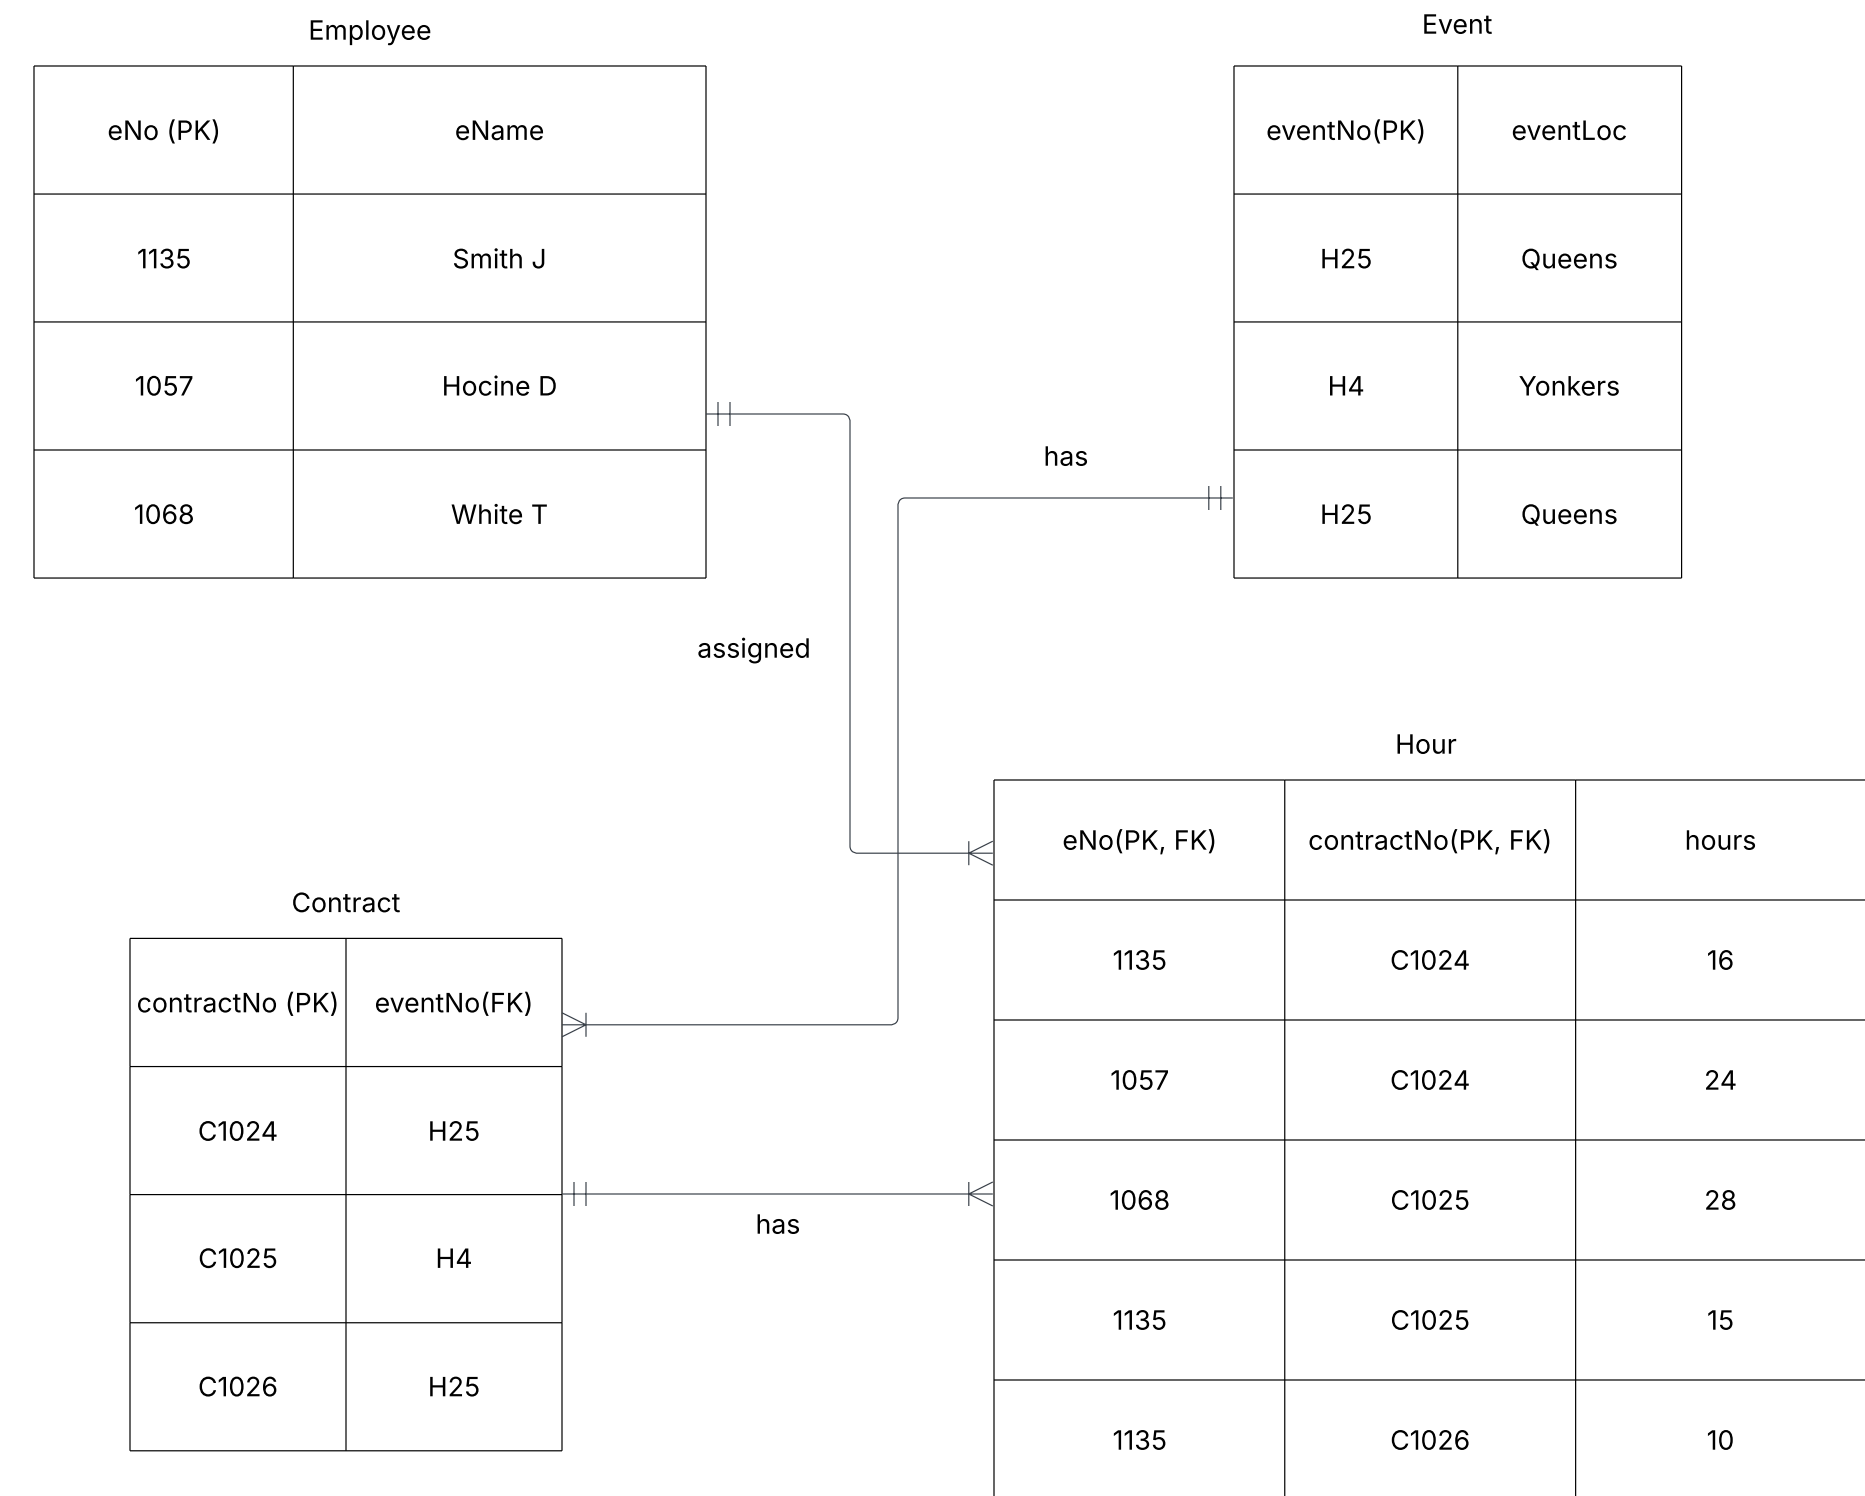 Employee
eNo (PK) eName
1135 Smith J
1057 Hocine D
1068 White T
Event
eventNo(PK) eventLoc
H25 Queens
H4 Yonkers
H25 Queens
has
assigned
Hour
eNo(PK, FK) contractNo(PK, FK) hours
1135 C1024 16
1057 C1024 24
1068 C1025 28
1135 C1025 15
1135 C1026 10
Contract
contractNo (PK) eventNo(FK)
C1024 H25
C1025 H4
C1026 H25
has